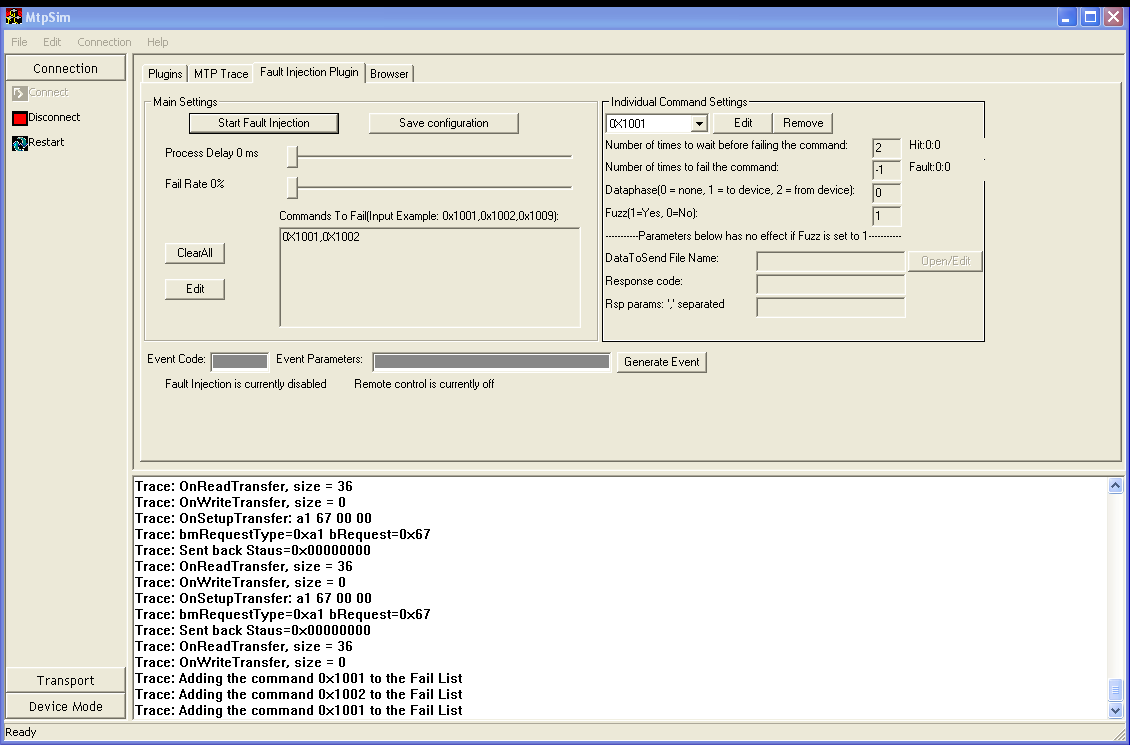 MtpSim
File Edit Connection Help
Connection
Connect
Disconnect
Restart
Transport
Device Mode
Plugins MTP Trace Fault Injection Plugin Browser
Main Settings
Start Fault Injection Save configuration
Process Delay 0 ms
Fail Rate 0%
Commands To Fail(Input Example: 0x1001,0x1002,0x1009):
0X1001,0X1002
ClearAll
Edit
Individual Command Settings
0X1001 Edit Remove
Number of times to wait before failing the command: 2 Hit:0:0
Number of times to fail the command: -1 Fault:0:0
Dataphase(0 = none, 1 = to device, 2 = from device): 0
Fuzz(1=Yes, 0=No): 1
----------Parameters below has no effect if Fuzz is set to 1----------
DataToSend File Name: Open/Edit
Response code:
Rsp params: ',' separated
Event Code: Event Parameters: Generate Event
Fault Injection is currently disabled Remote control is currently off
Trace: OnReadTransfer, size = 36
Trace: OnWriteTransfer, size = 0
Trace: OnSetupTransfer: a1 67 00 00
Trace: bmRequestType=0xa1 bRequest=0x67
Trace: Sent back Staus=0x00000000
Trace: OnReadTransfer, size = 36
Trace: OnWriteTransfer, size = 0
Trace: OnSetupTransfer: a1 67 00 00
Trace: bmRequestType=0xa1 bRequest=0x67
Trace: Sent back Staus=0x00000000
Trace: OnReadTransfer, size = 36
Trace: OnWriteTransfer, size = 0
Trace: Adding the command 0x1001 to the Fail List
Trace: Adding the command 0x1002 to the Fail List
Trace: Adding the command 0x1001 to the Fail List
Ready